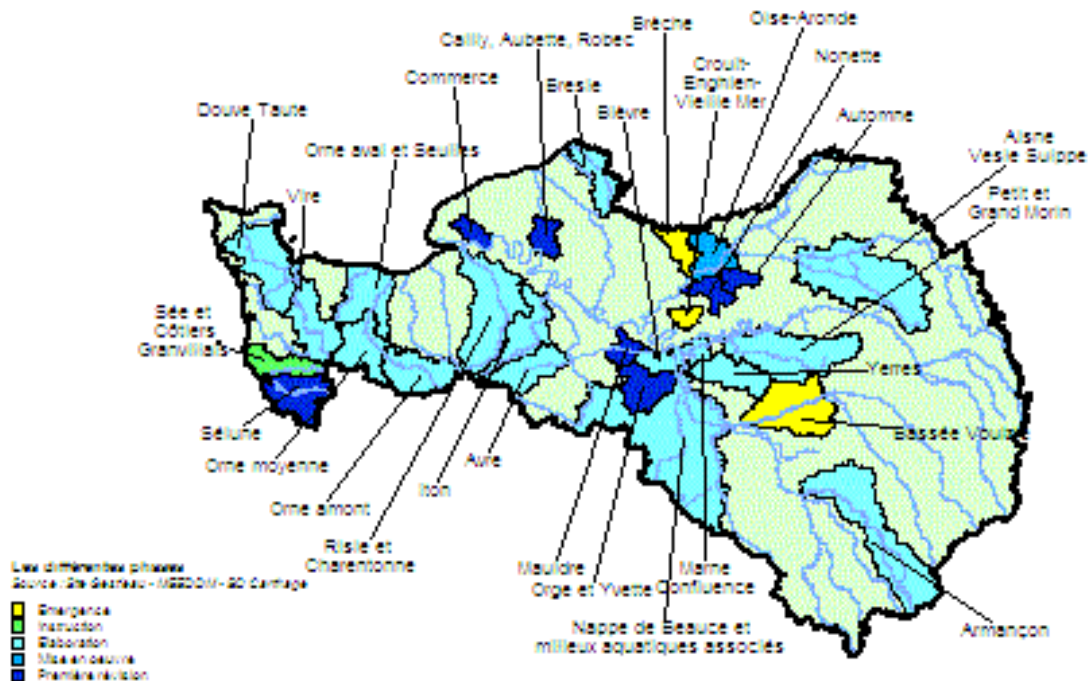 Brèche
Oise-Aronde
Cailly, Aubette, Robec
Nonette
Croult-
Enghien-
Vieille Mer
Commerce
Bresle
Bièvre
Automne
Douve Taute
Aisne
Vesle Suippe
Orne aval et Seulles
Petit et
Grand Morin
Vire
Sée et
Côtiers
Granvillais
Yerres
Sélune
Bassée
Orne moyenne
Avre
Iton
Orne amont
Risle et
Charentonne
Mauldre
Marne
Confluence
Orge et Yvette
Nappe de Beauce et
milieux aquatiques associés
Armançon
Les différentes phases
Source :
Emergence
Instruction
Elaboration
Mise en oeuvre
Première révision